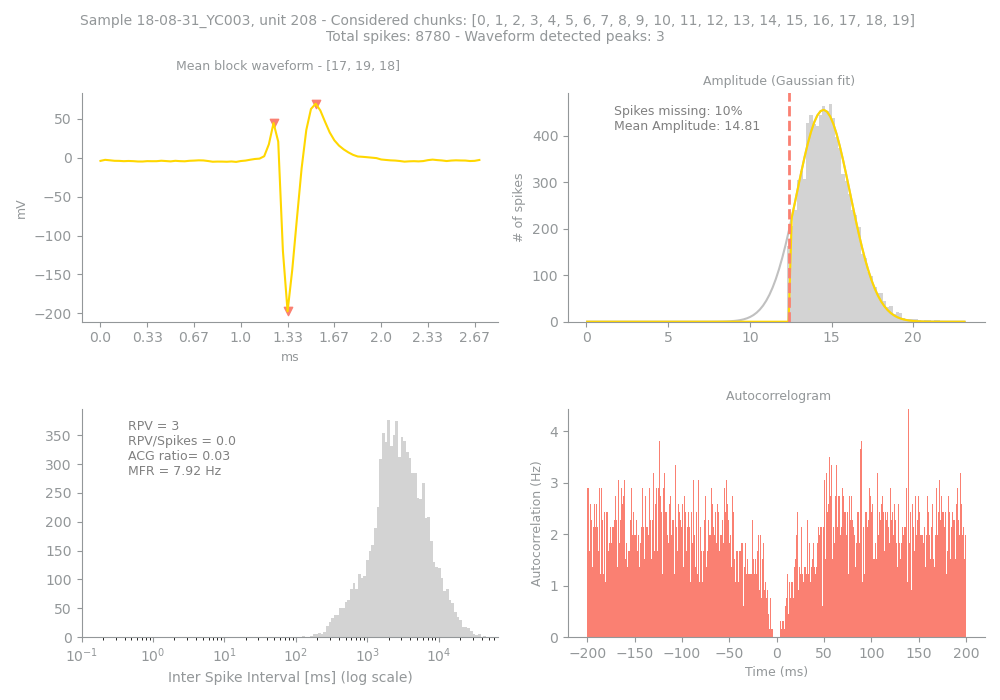 Sample 18-08-31_YC003, unit 208 - Considered chunks: [0, 1, 2, 3, 4, 5, 6, 7, 8, 9, 10, 11, 12, 13, 14, 15, 16, 17, 18, 19]
Total spikes: 8780 - Waveform detected peaks: 3
Mean block waveform - [17, 19, 18]
50
0
−50
−100
−150
−200
mV
0.0 0.33 0.67 1.0 1.33 1.67 2.0 2.33 2.67
ms
Amplitude (Gaussian fit)
Spikes missing: 10%
Mean Amplitude: 14.81
400
300
200
100
0
# of spikes
0 5 10 15 20
RPV = 3
RPV/Spikes = 0.0
ACG ratio= 0.03
MFR = 7.92 Hz
350
300
250
200
150
100
50
0
10⁻¹ 10⁰ 10¹ 10² 10³ 10⁴
Inter Spike Interval [ms] (log scale)
Autocorrelogram
4
3
2
1
0
Autocorrelation (Hz)
−200 −150 −100 −50 0 50 100 150 200
Time (ms)